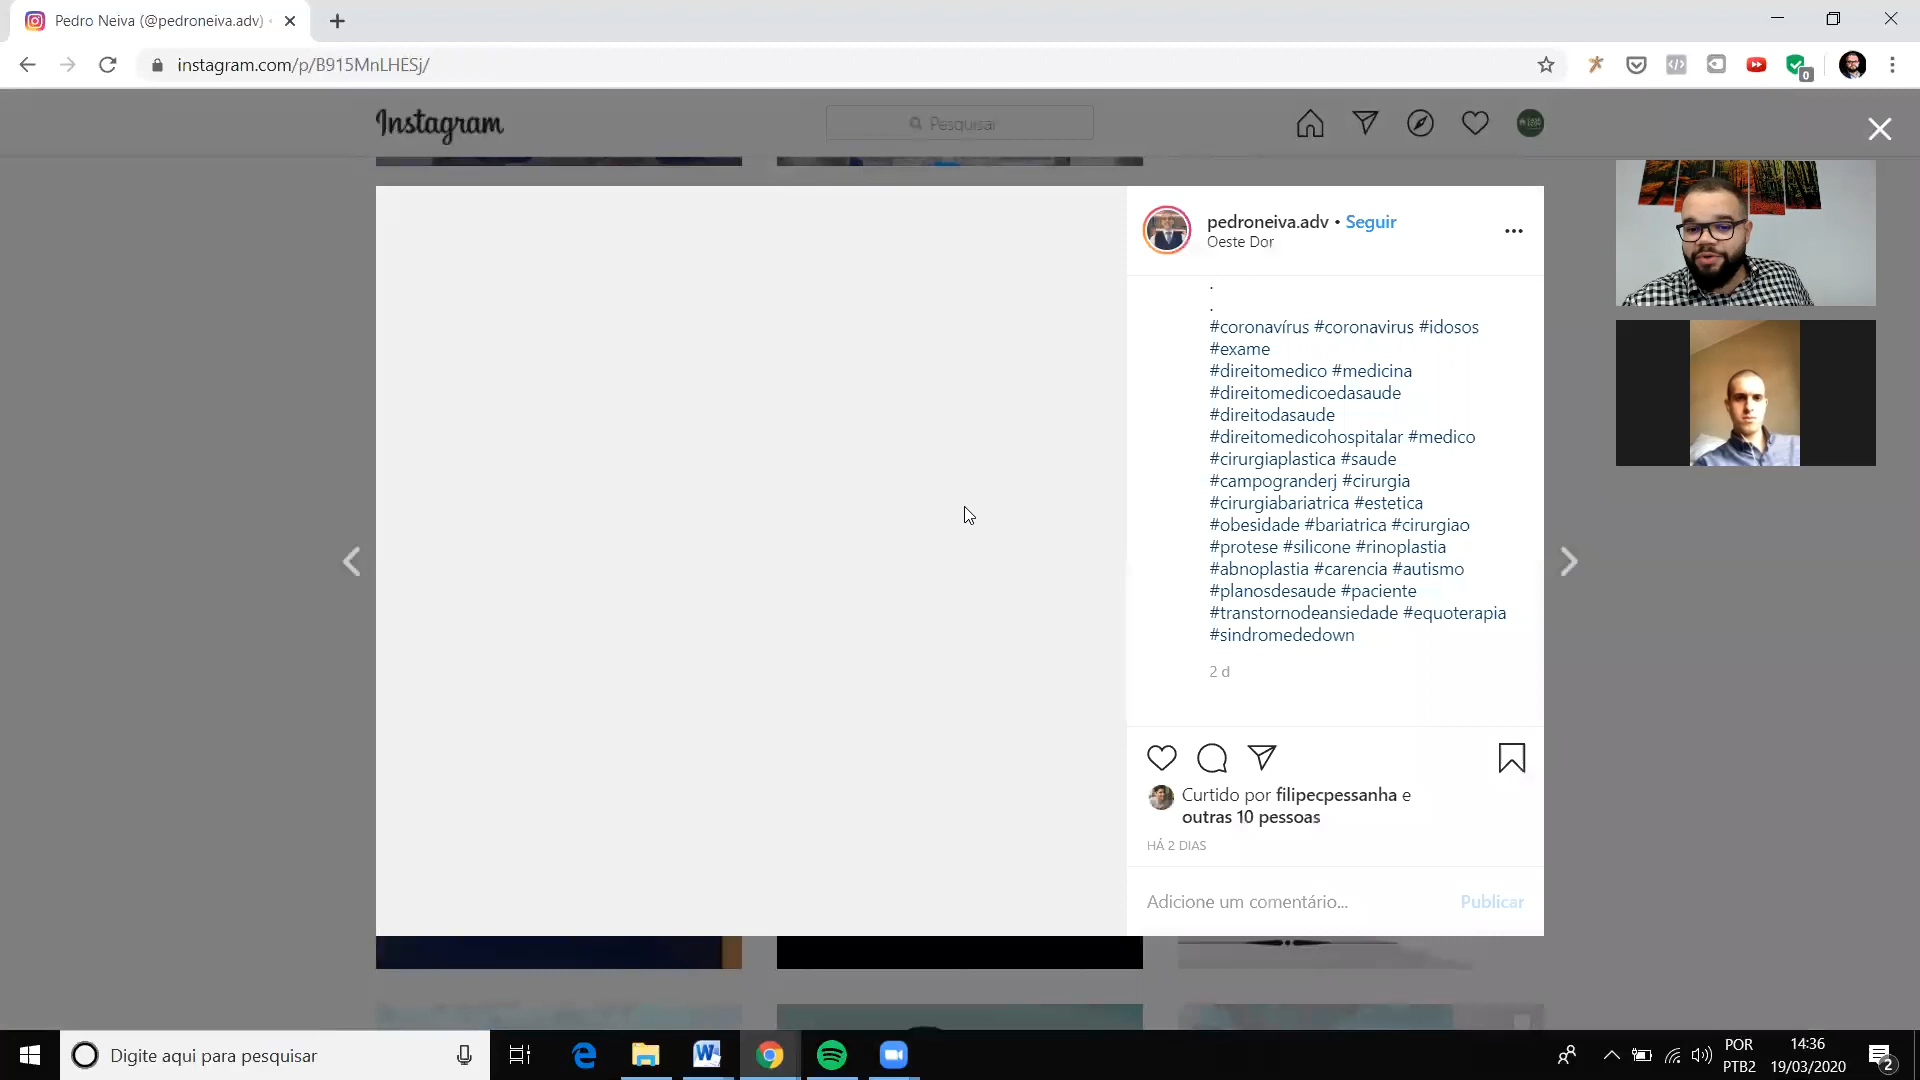 Pedro Neiva (@pedroneiva.adv)
instagram.com/p/B915MnLHESj/
0
Instagram
Pesquisar
pedroneiva.adv • Seguir
Oeste Dor
.
.
#coronavírus #coronavirus #idosos
#exame
#direitomedico #medicina
#direitomedicoedasaude
#direitodasaude
#direitomedicohospitalar #medico
#cirurgiaplastica #saude
#campogranderj #cirurgia
#cirurgiabariatrica #estetica
#obesidade #bariatrica #cirurgiao
#protese #silicone #rinoplastia
#abnoplastia #carencia #autismo
#planosdesaude #paciente
#transtornodeansiedade #equoterapia
#sindromededown
2 d
Curtido por filipecpessanha e
outras 10 pessoas
HÁ 2 DIAS
Adicione um comentário... Publicar
Digite aqui para pesquisar
POR
PTB2
14:36
19/03/2020
2